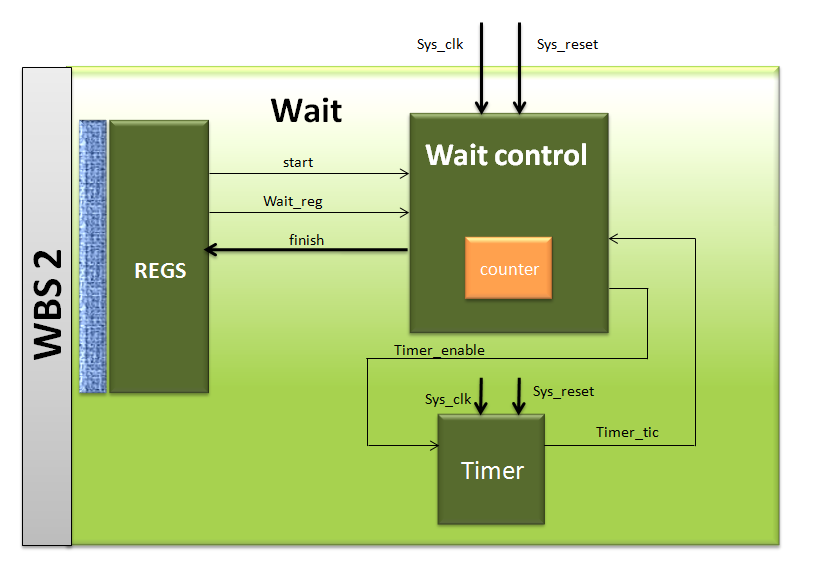 Sys_clk
Sys_reset
WBS 2
Wait
Wait control
start
Wait_reg
finish
REGS
counter
Timer_enable
Sys_clk
Sys_reset
Timer_tic
Timer